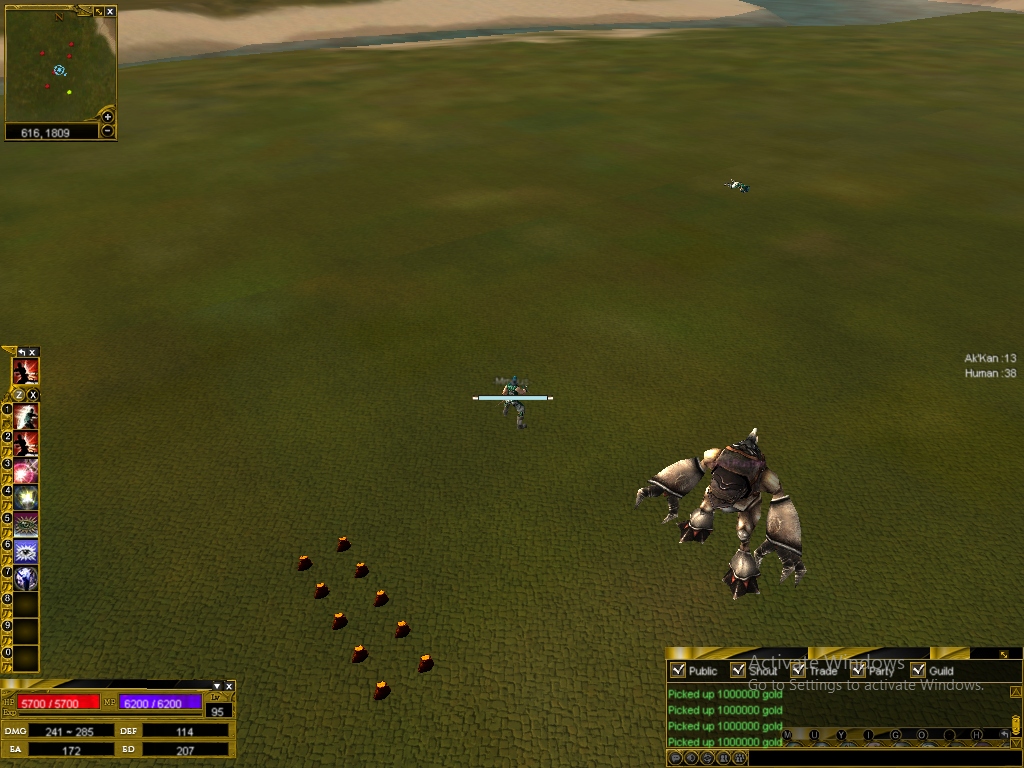 N
616, 1809
Ak'Kan :13
Human :38
Z X
1
2
3
4
5
6
7
8
9
0
HP 5700 / 5700 MP 6200 / 6200 Lv
Exp 95
DMG 241 ~ 285 DEF 114
EA 172 ED 207
Activate Windows
Go to Settings to activate Windows.
Public Shout Trade Party Guild
Picked up 1000000 gold
Picked up 1000000 gold
Picked up 1000000 gold
Picked up 1000000 gold
M U Y I G O H